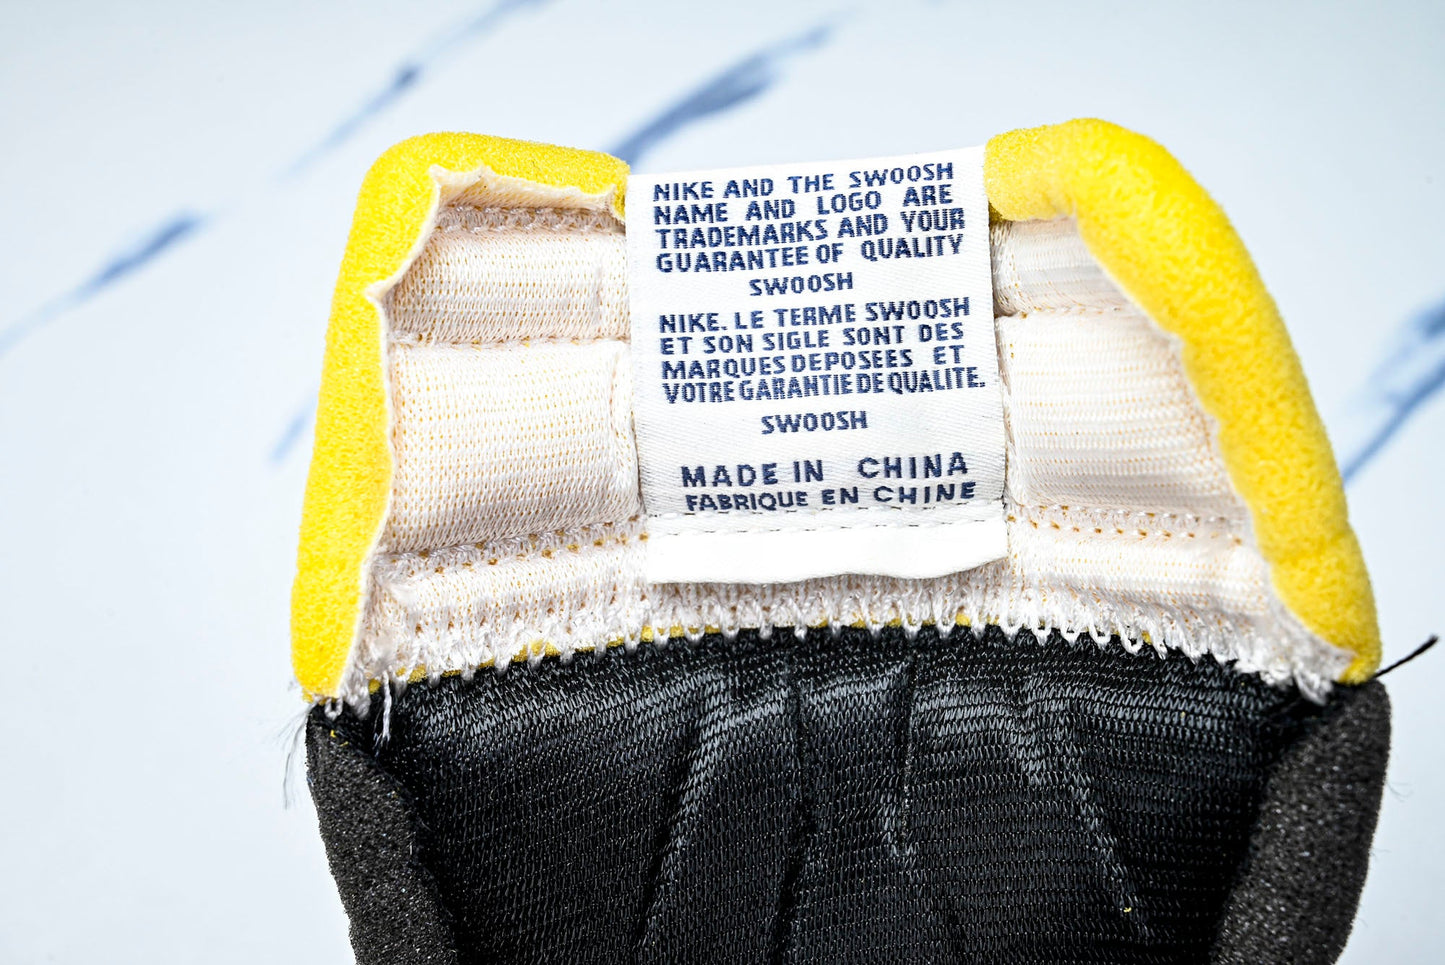 NIKE AND THE SWOOSH
NAME AND LOGO ARE
TRADEMARKS AND YOUR
GUARANTEE OF QUALITY
SWOOSH
NIKE. LE TERME SWOOSH
ET SON SIGLE SONT DES
MARQUES DEPOSEES ET
VOTRE GARANTIE DE QUALITE.
SWOOSH
MADE IN CHINA
FABRIQUE EN CHINE